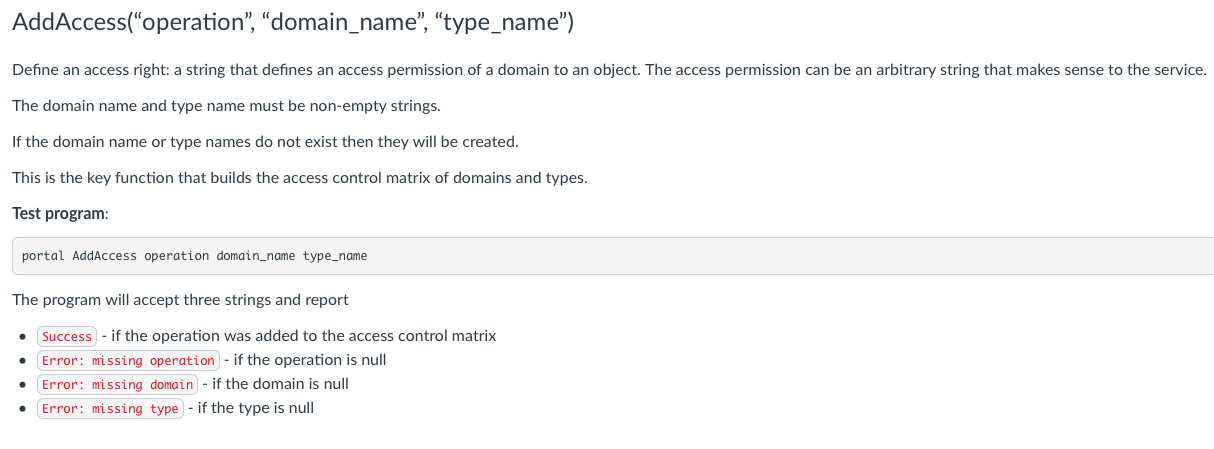 AddAccess(“operation”, “domain_name”, “type_name”)
Define an access right: a string that defines an access permission of a domain to an object. The access permission can be an arbitrary string that makes sense to the service.
The domain name and type name must be non-empty strings.
If the domain name or type names do not exist then they will be created.
This is the key function that builds the access control matrix of domains and types.
Test program:
portal AddAccess operation domain_name type_name
The program will accept three strings and report
• Success - if the operation was added to the access control matrix
• Error: missing operation - if the operation is null
• Error: missing domain - if the domain is null
• Error: missing type - if the type is null